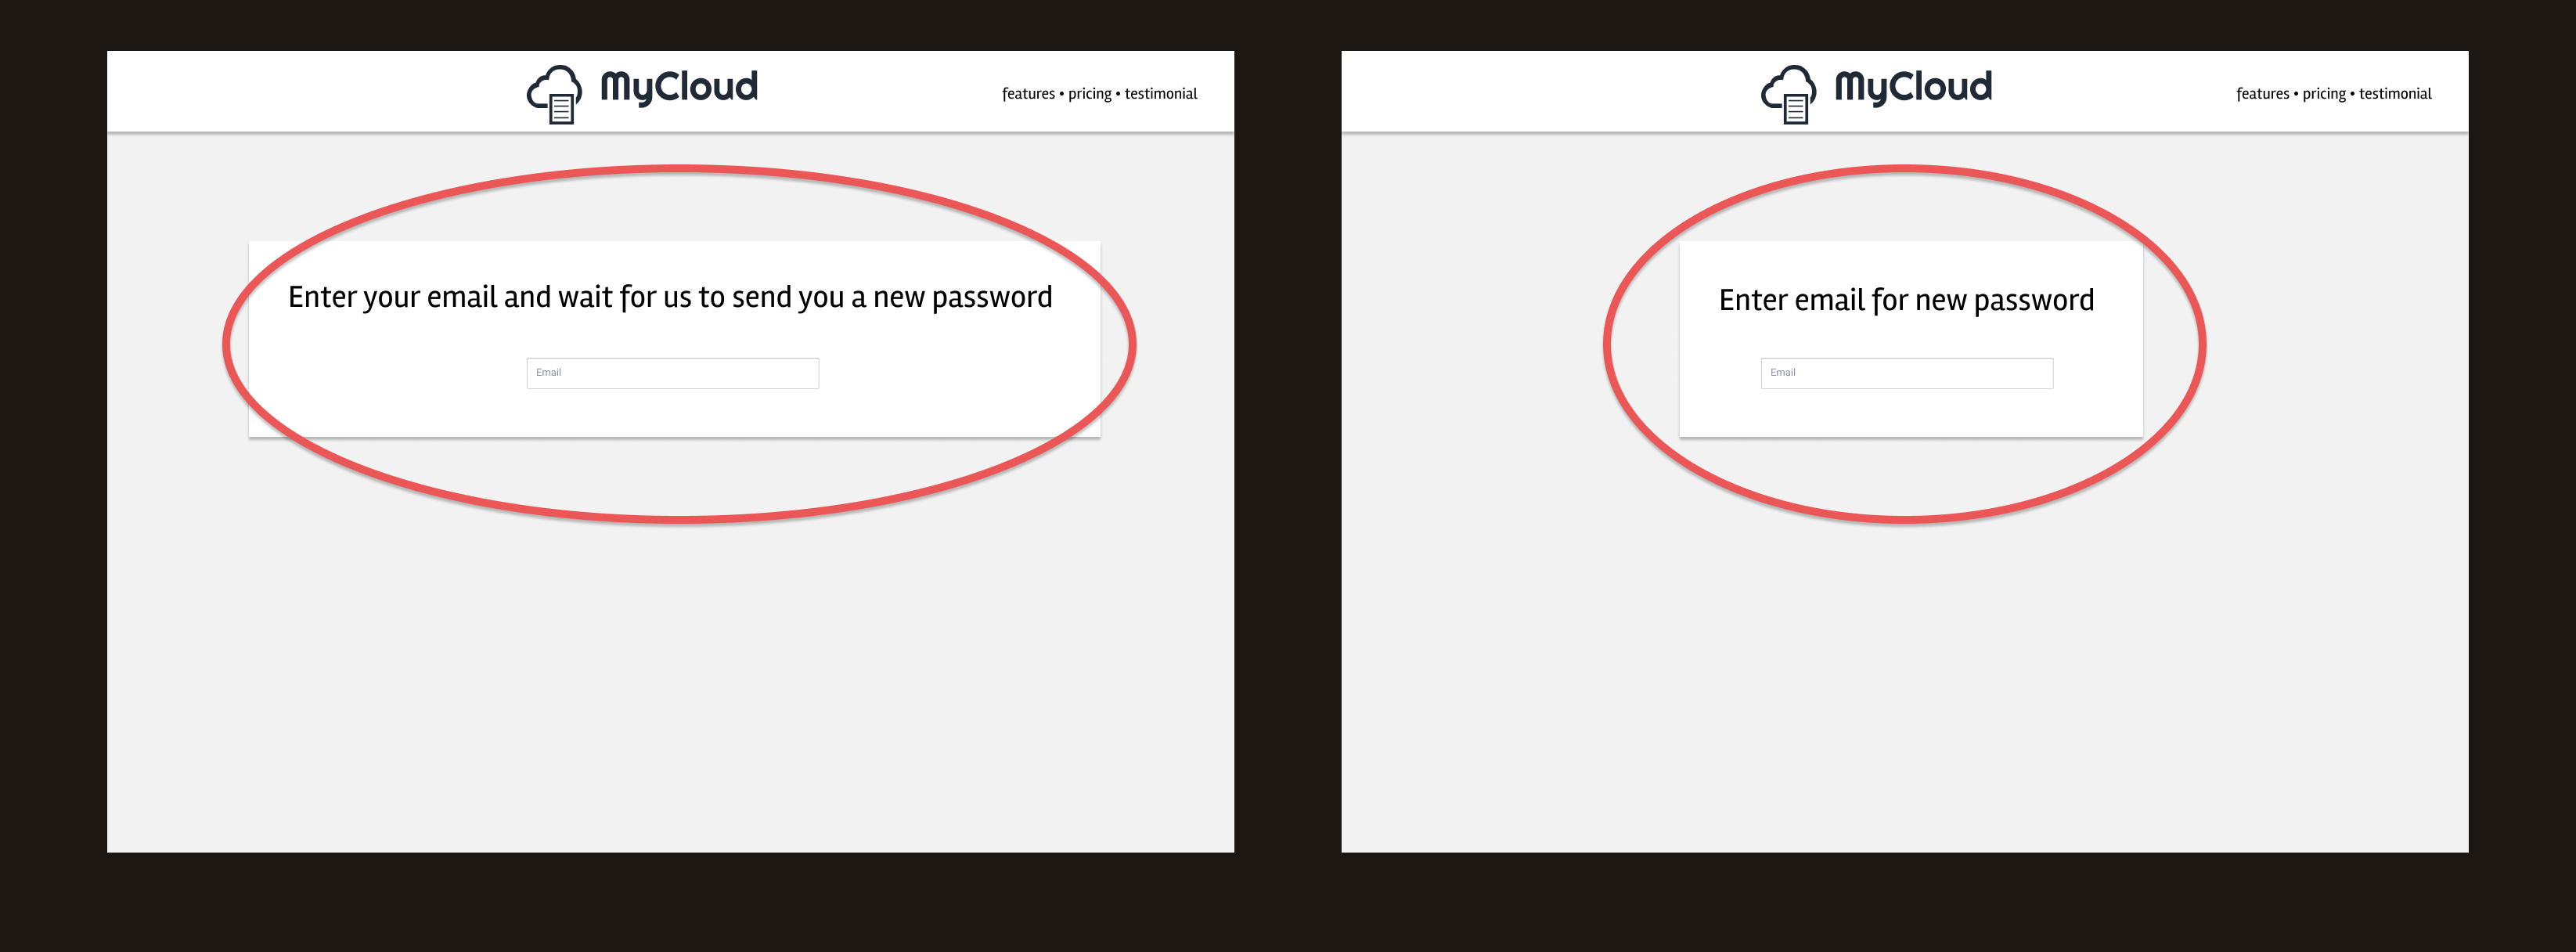 MyCloud
features • pricing • testimonial
Enter your email and wait for us to send you a new password
Email
MyCloud
features • pricing • testimonial
Enter email for new password
Email